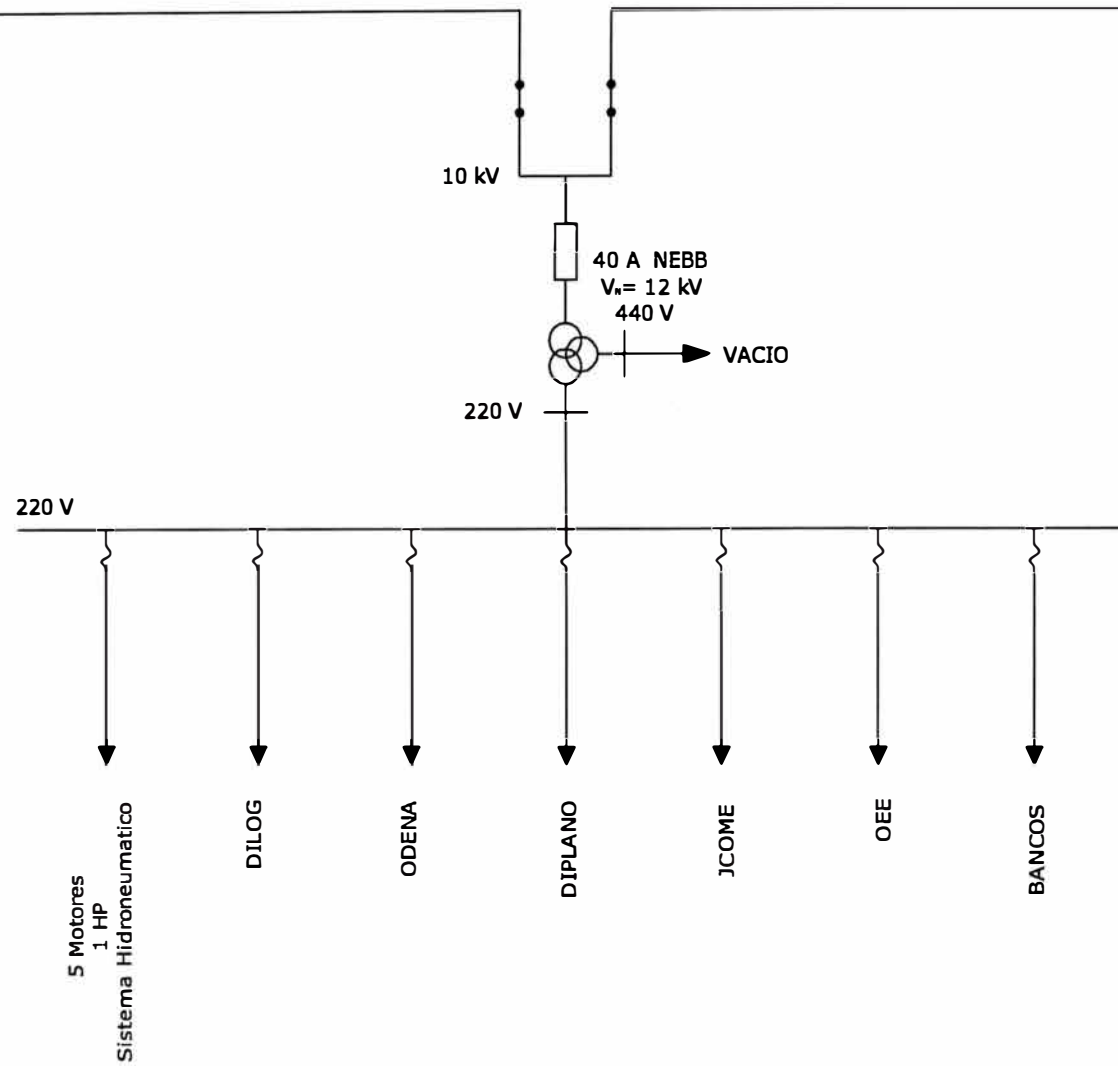 10 kV
40 A NEBB
Vₙ= 12 kV
440 V
VACIO
220 V
220 V
5 Motores
1 HP
Sistema Hidroneumatico
DILOG
ODENA
DIPLANO
JCOME
OEE
BANCOS